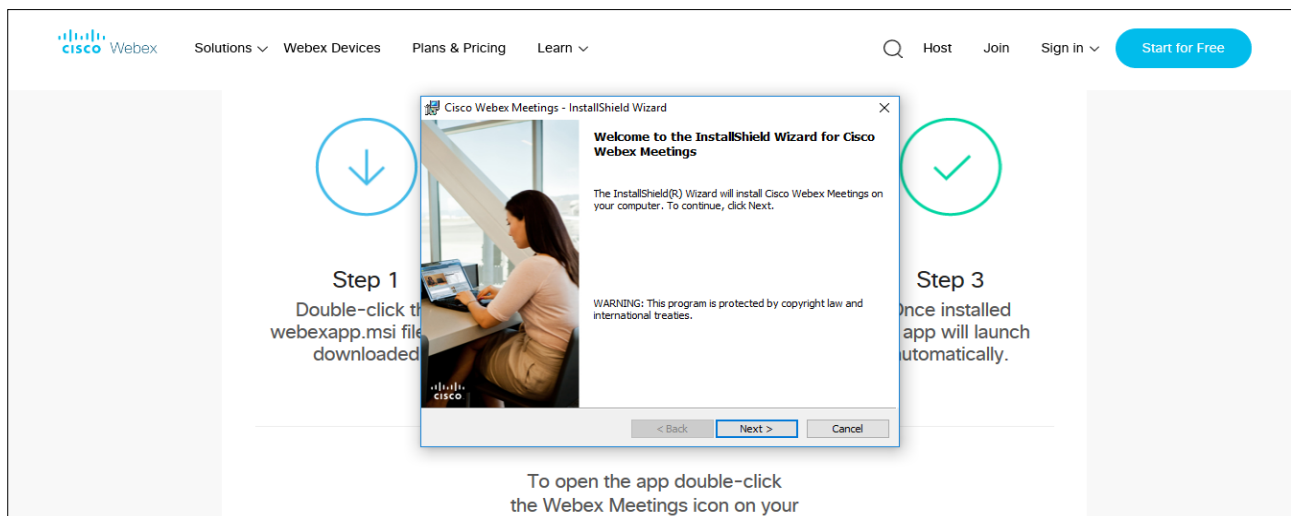 cisco Webex
Solutions
Webex Devices
Plans & Pricing
Learn
Host
Join
Sign in
Start for Free
Cisco Webex Meetings - InstallShield Wizard
Welcome to the InstallShield Wizard for Cisco
Webex Meetings
The InstallShield(R) Wizard will install Cisco Webex Meetings on
your computer. To continue, click Next.
WARNING: This program is protected by copyright law and
international treaties.
CISCO
< Back
Next >
Cancel
Step 1
Double-click
webexapp.msi
downloaded
Step 3
installed
app will launch
automatically.
To open the app double-click
the Webex Meetings icon on your